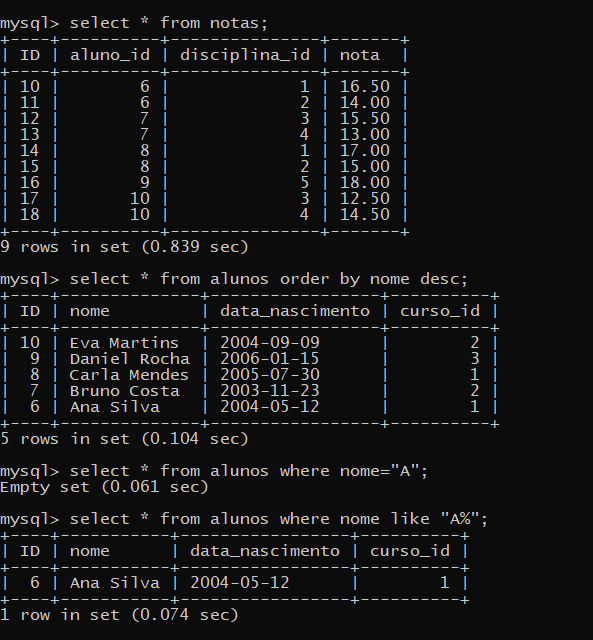 mysql> select * from notas;
+----+----------+---------------+-------+
| ID | aluno_id | disciplina_id | nota  |
+----+----------+---------------+-------+
| 10 |        6 |             1 | 16.50 |
| 11 |        6 |             2 | 14.00 |
| 12 |        7 |             3 | 15.50 |
| 13 |        7 |             4 | 13.00 |
| 14 |        8 |             1 | 17.00 |
| 15 |        8 |             2 | 15.00 |
| 16 |        9 |             5 | 18.00 |
| 17 |       10 |             3 | 12.50 |
| 18 |       10 |             4 | 14.50 |
+----+----------+---------------+-------+
9 rows in set (0.839 sec)

mysql> select * from alunos order by nome desc;
+----+--------------+-----------------+----------+
| ID | nome         | data_nascimento | curso_id |
+----+--------------+-----------------+----------+
| 10 | Eva Martins  | 2004-09-09      |        2 |
|  9 | Daniel Rocha | 2006-01-15      |        3 |
|  8 | Carla Mendes | 2005-07-30      |        1 |
|  7 | Bruno Costa  | 2003-11-23      |        2 |
|  6 | Ana Silva    | 2004-05-12      |        1 |
+----+--------------+-----------------+----------+
5 rows in set (0.104 sec)

mysql> select * from alunos where nome="A";
Empty set (0.061 sec)

mysql> select * from alunos where nome like "A%";
+----+-----------+-----------------+----------+
| ID | nome      | data_nascimento | curso_id |
+----+-----------+-----------------+----------+
|  6 | Ana Silva | 2004-05-12      |        1 |
+----+-----------+-----------------+----------+
1 row in set (0.074 sec)